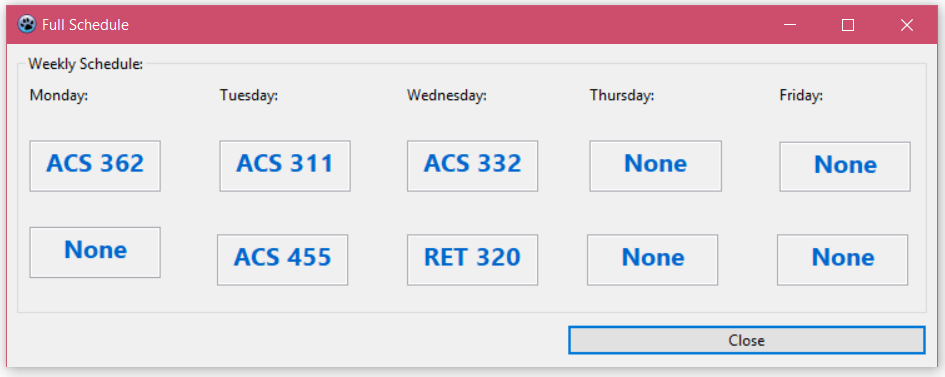 Full Schedule
Weekly Schedule:
Monday: Tuesday: Wednesday: Thursday: Friday:
ACS 362 ACS 311 ACS 332 None None
None ACS 455 RET 320 None None
Close